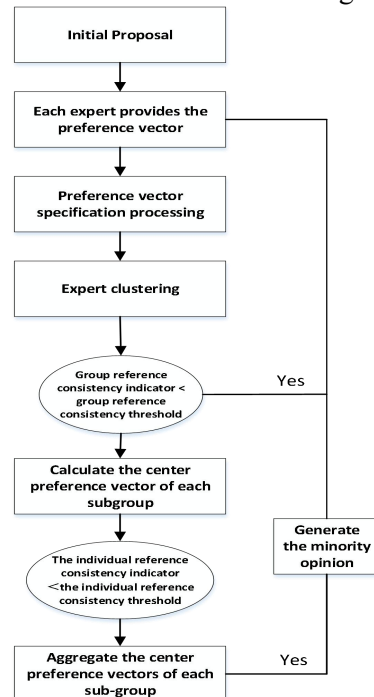 Initial Proposal
Each expert provides the
preference vector
Preference vector
specification processing
Expert clustering
Group reference
consistency indicator <
group reference
consistency threshold
Yes
Calculate the center
preference vector of each
subgroup
Generate
the minority
opinion
The individual reference
consistency indicator
<the individual reference
consistency threshold
Aggregate the center
preference vectors of each
sub-group
Yes